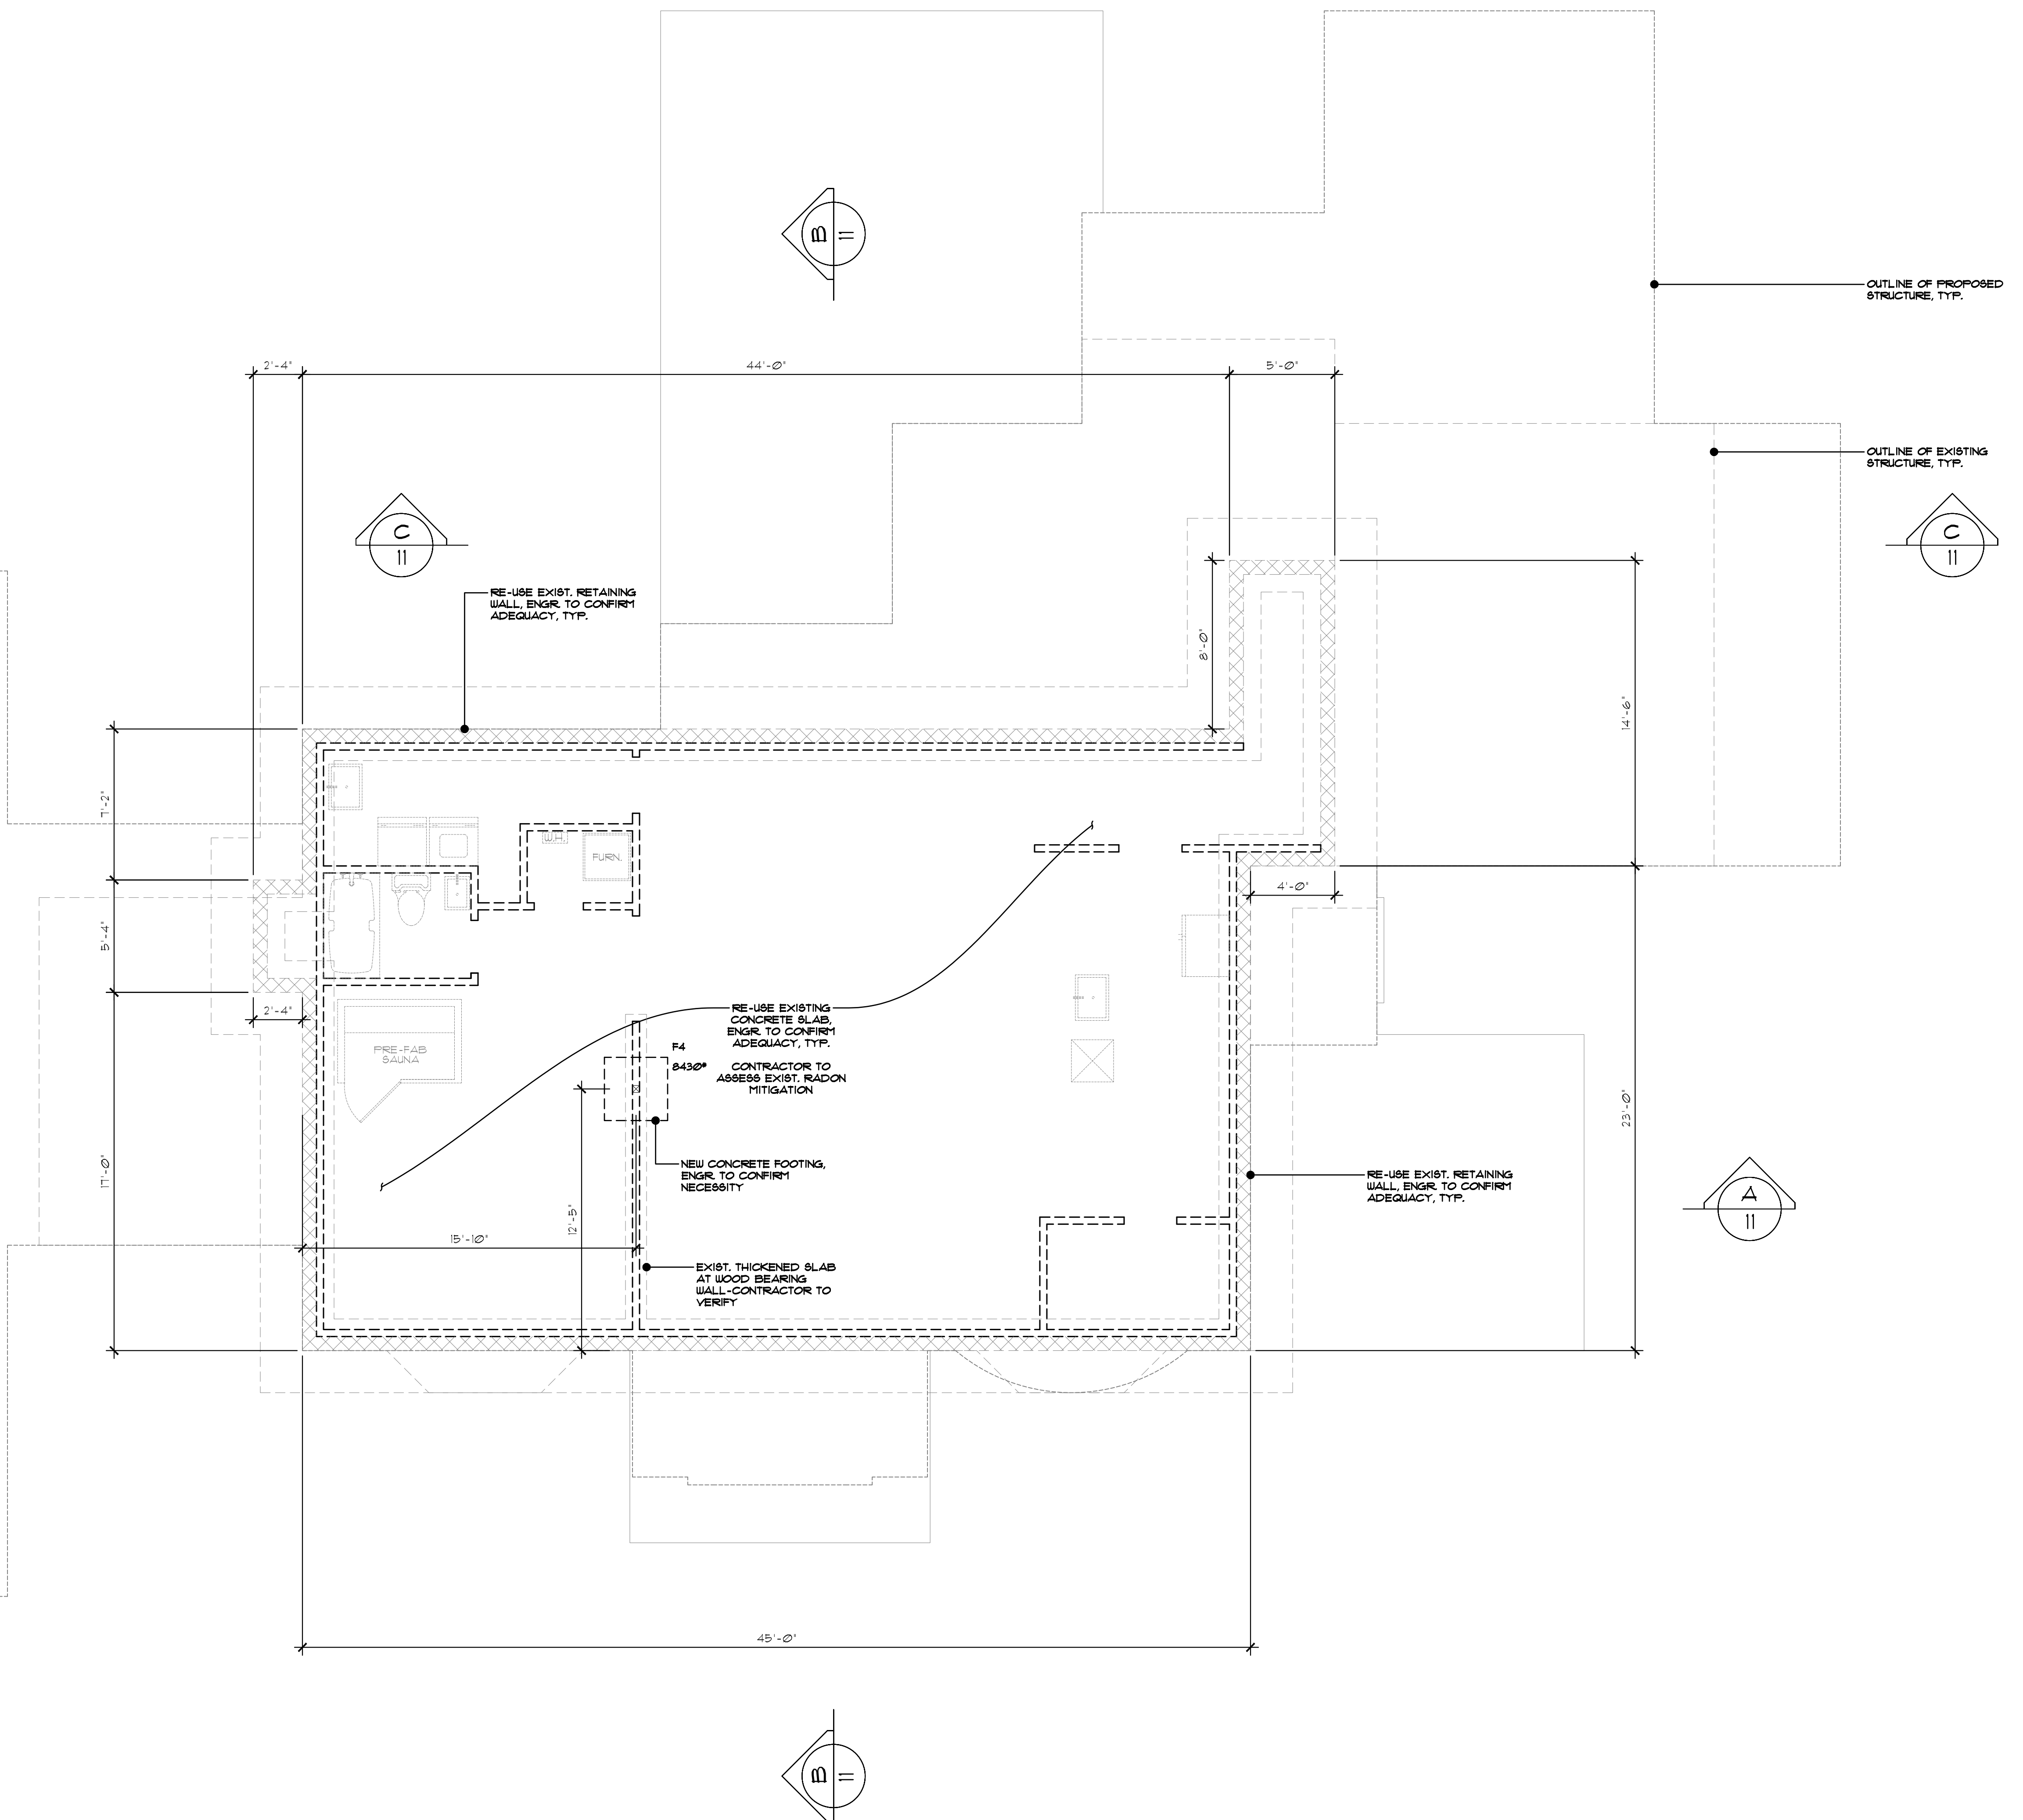 B
11
OUTLINE OF PROPOSED
STRUCTURE, TYP.
2'-4"
44'-0"
5'-0"
OUTLINE OF EXISTING
STRUCTURE, TYP.
C
11
C
11
RE-USE EXIST. RETAINING
WALL, ENGR. TO CONFIRM
ADEQUACY, TYP.
8'-0"
14'-6"
7'-2"
W.H.
FURN.
4'-0"
5'-4"
2'-4"
RE-USE EXISTING
CONCRETE SLAB,
ENGR. TO CONFIRM
ADEQUACY, TYP.
PRE-FAB
SAUNA
F4
8430#
CONTRACTOR TO
ASSESS EXIST. RADON
MITIGATION
23'-0"
NEW CONCRETE FOOTING,
ENGR. TO CONFIRM
NECESSITY
17'-0"
RE-USE EXIST. RETAINING
WALL, ENGR. TO CONFIRM
ADEQUACY, TYP.
A
11
12'-5"
15'-10"
EXIST. THICKENED SLAB
AT WOOD BEARING
WALL-CONTRACTOR TO
VERIFY
45'-0"
B
11